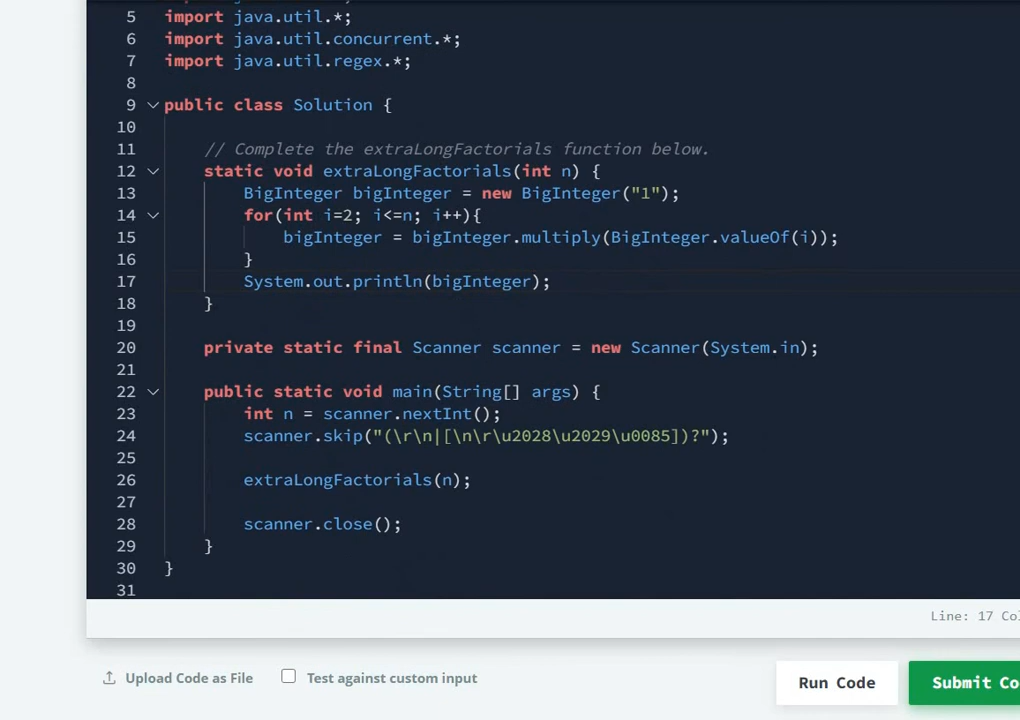 5 import java.util.*;
6 import java.util.concurrent.*;
7 import java.util.regex.*;
8
9 public class Solution {
10
11 // Complete the extraLongFactorials function below.
12 static void extraLongFactorials(int n) {
13 BigInteger bigInteger = new BigInteger("1");
14 for(int i=2; i<=n; i++){
15 bigInteger = bigInteger.multiply(BigInteger.valueOf(i));
16 }
17 System.out.println(bigInteger);
18 }
19
20 private static final Scanner scanner = new Scanner(System.in);
21
22 public static void main(String[] args) {
23 int n = scanner.nextInt();
24 scanner.skip("(\r\n|[\n\r\u2028\u2029\u0085])?");
25
26 extraLongFactorials(n);
27
28 scanner.close();
29 }
30 }
31
Line: 17 Co
Upload Code as File Test against custom input Run Code Submit Co